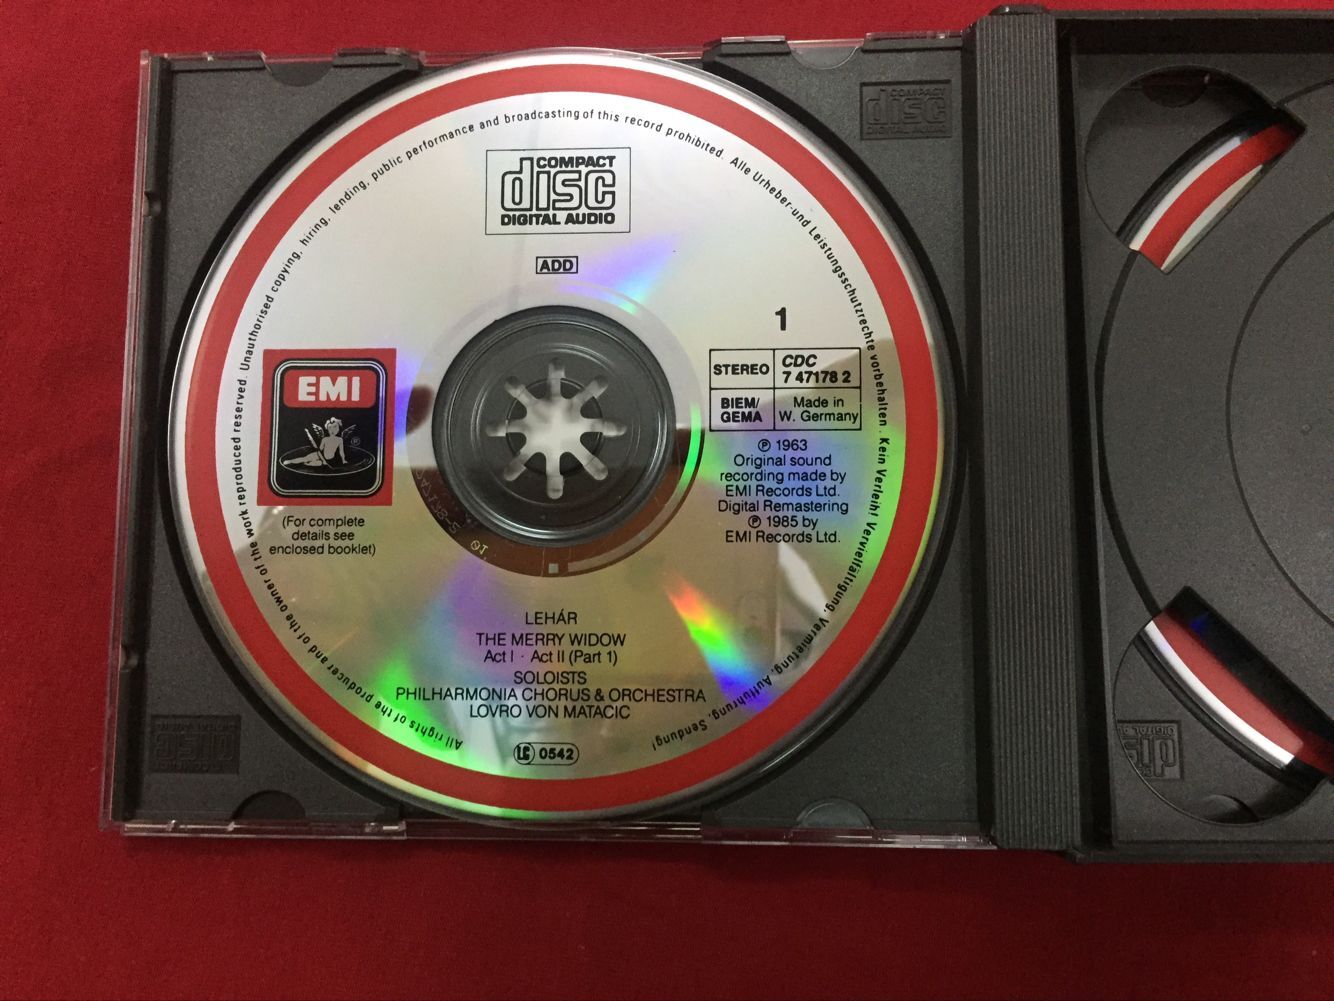 All rights of the producer and of the owner of the work reproduced reserved. Unauthorised copying, hiring, lending, public performance and broadcasting of this record prohibited. Alle Urheber- und Leistungsschutzrechte vorbehalten. Kein Verleih! Vervielfältigung, Vermietung, Aufführung, Sendung!
COMPACT
disc
DIGITAL AUDIO
ADD
1
STEREO
CDC
7 47178 2
BIEM/
GEMA
Made in
W. Germany
℗ 1963
Original sound
recording made by
EMI Records Ltd.
Digital Remastering
℗ 1985 by
EMI Records Ltd.
EMI
®
(For complete
details see
enclosed booklet)
LEHÁR
THE MERRY WIDOW
Act I · Act II (Part 1)
SOLOISTS
PHILHARMONIA CHORUS & ORCHESTRA
LOVRO VON MATACIC
LC 0542
COMPACT
disc
DIGITAL AUDIO